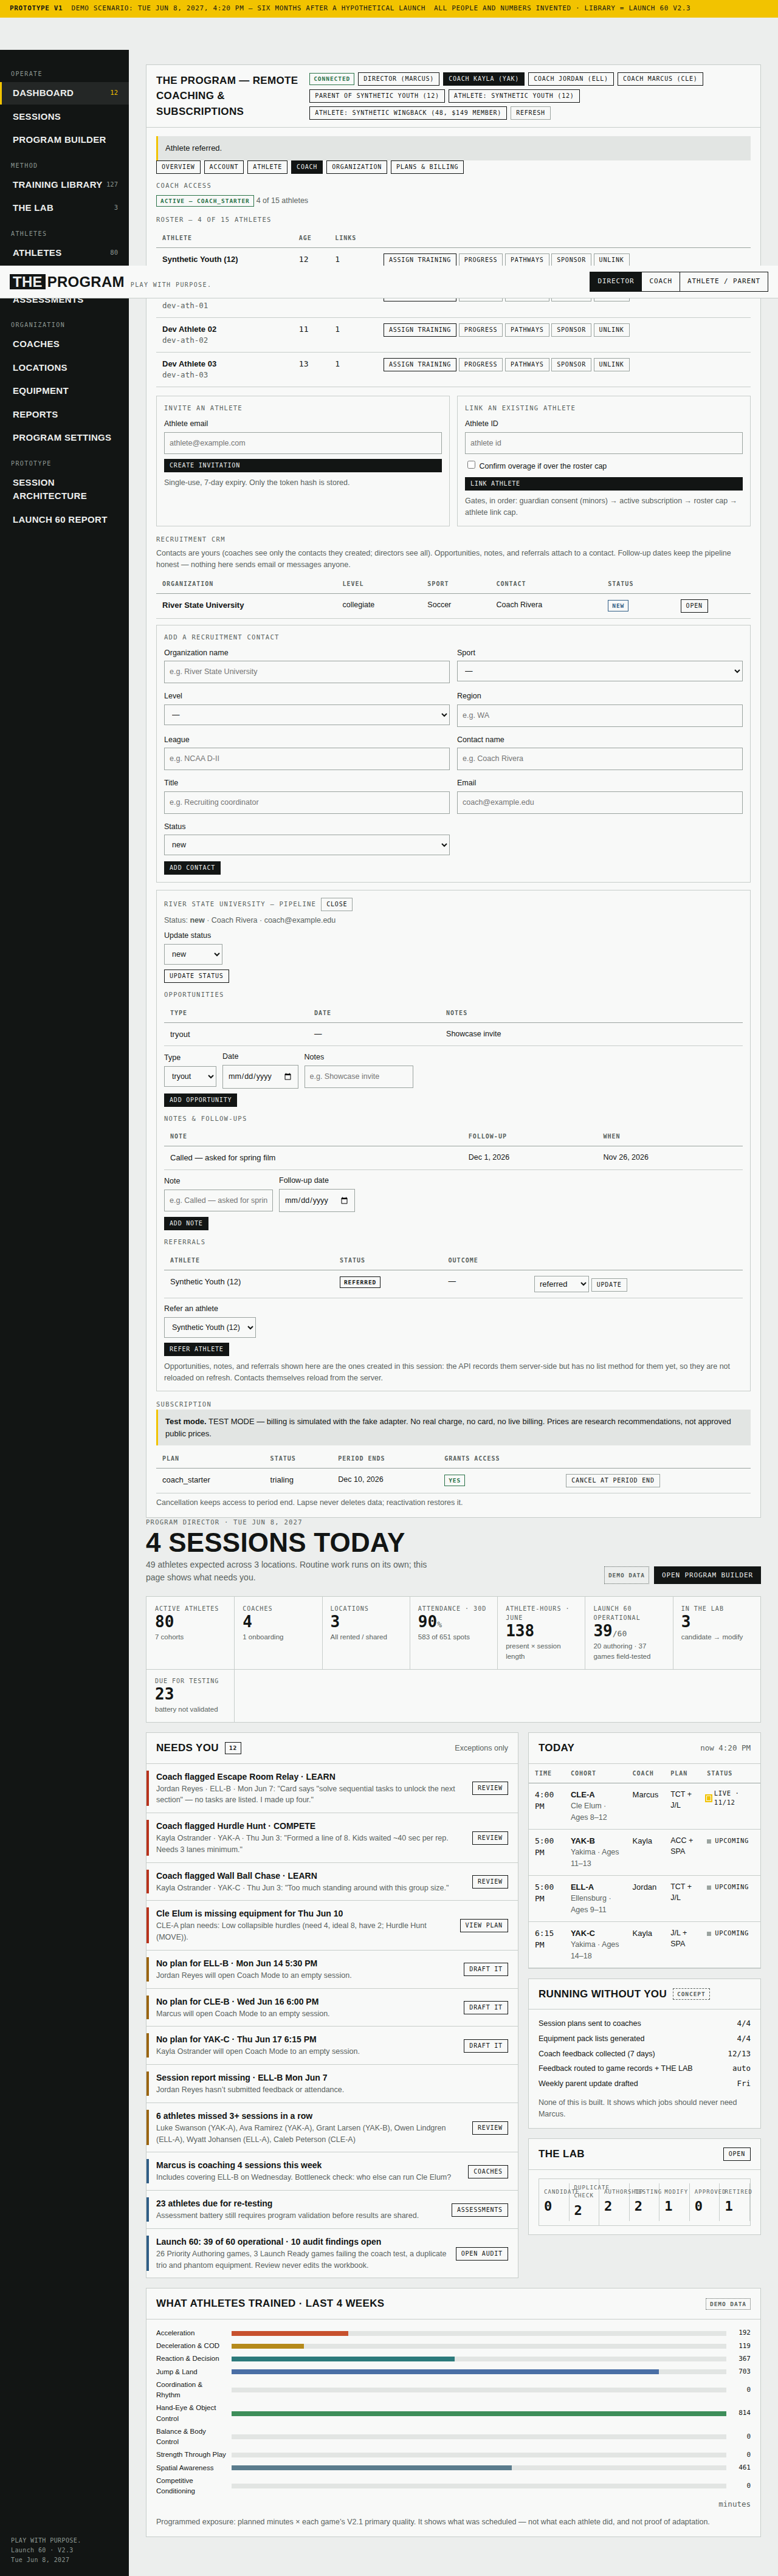 PROTOTYPE V1 DEMO SCENARIO: TUE JUN 8, 2027, 4:20 PM — SIX MONTHS AFTER A HYPOTHETICAL LAUNCH ALL PEOPLE AND NUMBERS INVENTED · LIBRARY = LAUNCH 60 V2.3
OPERATE
DASHBOARD 12
SESSIONS
PROGRAM BUILDER
METHOD
TRAINING LIBRARY 127
THE LAB 3
ATHLETES
ATHLETES 80
ASSESSMENTS
ORGANIZATION
COACHES
LOCATIONS
EQUIPMENT
REPORTS
PROGRAM SETTINGS
PROTOTYPE
SESSION
ARCHITECTURE
LAUNCH 60 REPORT
PLAY WITH PURPOSE.
Launch 60 · V2.3
Tue Jun 8, 2027
THE PROGRAM PLAY WITH PURPOSE.
DIRECTOR COACH ATHLETE / PARENT
THE PROGRAM — REMOTE
COACHING &
SUBSCRIPTIONS
CONNECTED DIRECTOR (MARCUS) COACH KAYLA (YAK) COACH JORDAN (ELL) COACH MARCUS (CLE)
PARENT OF SYNTHETIC YOUTH (12) ATHLETE: SYNTHETIC YOUTH (12)
ATHLETE: SYNTHETIC WINGBACK (48, $149 MEMBER) REFRESH
Athlete referred.
OVERVIEW ACCOUNT ATHLETE COACH ORGANIZATION PLANS & BILLING
COACH ACCESS
ACTIVE — COACH_STARTER 4 of 15 athletes
ROSTER — 4 OF 15 ATHLETES
ATHLETE AGE LINKS
Synthetic Youth (12) 12 1 ASSIGN TRAINING PROGRESS PATHWAYS SPONSOR UNLINK
dev-ath-01
Dev Athlete 02 11 1 ASSIGN TRAINING PROGRESS PATHWAYS SPONSOR UNLINK
dev-ath-02
Dev Athlete 03 13 1 ASSIGN TRAINING PROGRESS PATHWAYS SPONSOR UNLINK
dev-ath-03
INVITE AN ATHLETE
Athlete email
athlete@example.com
CREATE INVITATION
Single-use, 7-day expiry. Only the token hash is stored.
LINK AN EXISTING ATHLETE
Athlete ID
athlete id
Confirm overage if over the roster cap
LINK ATHLETE
Gates, in order: guardian consent (minors) → active subscription → roster cap →
athlete link cap.
RECRUITMENT CRM
Contacts are yours (coaches see only the contacts they created; directors see all). Opportunities, notes, and referrals attach to a contact. Follow-up dates keep the pipeline
honest — nothing here sends email or messages anyone.
ORGANIZATION LEVEL SPORT CONTACT STATUS
River State University collegiate Soccer Coach Rivera NEW OPEN
ADD A RECRUITMENT CONTACT
Organization name Sport
e.g. River State University —
Level Region
— e.g. WA
League Contact name
e.g. NCAA D-II e.g. Coach Rivera
Title Email
e.g. Recruiting coordinator coach@example.edu
Status
new
ADD CONTACT
RIVER STATE UNIVERSITY — PIPELINE CLOSE
Status: new · Coach Rivera · coach@example.edu
Update status
new
UPDATE STATUS
OPPORTUNITIES
TYPE DATE NOTES
tryout — Showcase invite
Type Date Notes
tryout mm/dd/yyyy e.g. Showcase invite
ADD OPPORTUNITY
NOTES & FOLLOW-UPS
NOTE FOLLOW-UP WHEN
Called — asked for spring film Dec 1, 2026 Nov 26, 2026
Note Follow-up date
e.g. Called — asked for sprin mm/dd/yyyy
ADD NOTE
REFERRALS
ATHLETE STATUS OUTCOME
Synthetic Youth (12) REFERRED — referred UPDATE
Refer an athlete
Synthetic Youth (12)
REFER ATHLETE
Opportunities, notes, and referrals shown here are the ones created in this session: the API records them server-side but has no list method for them yet, so they are not
reloaded on refresh. Contacts themselves reload from the server.
SUBSCRIPTION
Test mode. TEST MODE — billing is simulated with the fake adapter. No real charge, no card, no live billing. Prices are research recommendations, not approved
public prices.
PLAN STATUS PERIOD ENDS GRANTS ACCESS
coach_starter trialing Dec 10, 2026 YES CANCEL AT PERIOD END
Cancellation keeps access to period end. Lapse never deletes data; reactivation restores it.
PROGRAM DIRECTOR · TUE JUN 8, 2027
4 SESSIONS TODAY
49 athletes expected across 3 locations. Routine work runs on its own; this
page shows what needs you.
DEMO DATA OPEN PROGRAM BUILDER
ACTIVE ATHLETES
80
7 cohorts
COACHES
4
1 onboarding
LOCATIONS
3
All rented / shared
ATTENDANCE · 30D
90%
583 of 651 spots
ATHLETE-HOURS ·
JUNE
138
present × session
length
LAUNCH 60
OPERATIONAL
39/60
20 authoring · 37
games field-tested
IN THE LAB
3
candidate → modify
DUE FOR TESTING
23
battery not validated
NEEDS YOU 12 Exceptions only
Coach flagged Escape Room Relay · LEARN
Jordan Reyes · ELL-B · Mon Jun 7: "Card says "solve sequential tasks to unlock the next
section" — no tasks are listed. I made up four."
REVIEW
Coach flagged Hurdle Hunt · COMPETE
Kayla Ostrander · YAK-A · Thu Jun 3: "Formed a line of 8. Kids waited ~40 sec per rep.
Needs 3 lanes minimum."
REVIEW
Coach flagged Wall Ball Chase · LEARN
Kayla Ostrander · YAK-C · Thu Jun 3: "Too much standing around with this group size."
REVIEW
Cle Elum is missing equipment for Thu Jun 10
CLE-A plan needs: Low collapsible hurdles (need 4, ideal 8, have 2; Hurdle Hunt
(MOVE)).
VIEW PLAN
No plan for ELL-B · Mon Jun 14 5:30 PM
Jordan Reyes will open Coach Mode to an empty session.
DRAFT IT
No plan for CLE-B · Wed Jun 16 6:00 PM
Marcus will open Coach Mode to an empty session.
DRAFT IT
No plan for YAK-C · Thu Jun 17 6:15 PM
Kayla Ostrander will open Coach Mode to an empty session.
DRAFT IT
Session report missing · ELL-B Mon Jun 7
Jordan Reyes hasn't submitted feedback or attendance.
6 athletes missed 3+ sessions in a row
Luke Swanson (YAK-A), Ava Ramirez (YAK-A), Grant Larsen (YAK-B), Owen Lindgren
(ELL-A), Wyatt Johansen (ELL-A), Caleb Peterson (CLE-A)
REVIEW
Marcus is coaching 4 sessions this week
Includes covering ELL-B on Wednesday. Bottleneck check: who else can run Cle Elum?
COACHES
23 athletes due for re-testing
Assessment battery still requires program validation before results are shared.
ASSESSMENTS
Launch 60: 39 of 60 operational · 10 audit findings open
26 Priority Authoring games, 3 Launch Ready games failing the coach test, a duplicate
trio and phantom equipment. Review never edits the workbook.
OPEN AUDIT
TODAY now 4:20 PM
TIME COHORT COACH PLAN STATUS
4:00 PM CLE-A Cle Elum · Ages 8–12 Marcus TCT + J/L LIVE · 11/12
5:00 PM YAK-B Yakima · Ages 11–13 Kayla ACC + SPA UPCOMING
5:00 PM ELL-A Ellensburg · Ages 9–11 Jordan TCT + J/L UPCOMING
6:15 PM YAK-C Yakima · Ages 14–18 Kayla J/L + SPA UPCOMING
RUNNING WITHOUT YOU CONCEPT
Session plans sent to coaches 4/4
Equipment pack lists generated 4/4
Coach feedback collected (7 days) 12/13
Feedback routed to game records + THE LAB auto
Weekly parent update drafted Fri
None of this is built. It shows which jobs should never need
Marcus.
THE LAB OPEN
CANDIDATE 0
DUPLICATE CHECK 2
AUTHORSHIP 2
TESTING 2
MODIFY 1
APPROVED 0
RETIRED 1
WHAT ATHLETES TRAINED · LAST 4 WEEKS DEMO DATA
Acceleration 192
Deceleration & COD 119
Reaction & Decision 367
Jump & Land 703
Coordination &
Rhythm 0
Hand-Eye & Object
Control 814
Balance & Body
Control 0
Strength Through Play 0
Spatial Awareness 461
Competitive
Conditioning 0
minutes
Programmed exposure: planned minutes × each game's V2.1 primary quality. It shows what was scheduled — not what each athlete did, and not proof of adaptation.